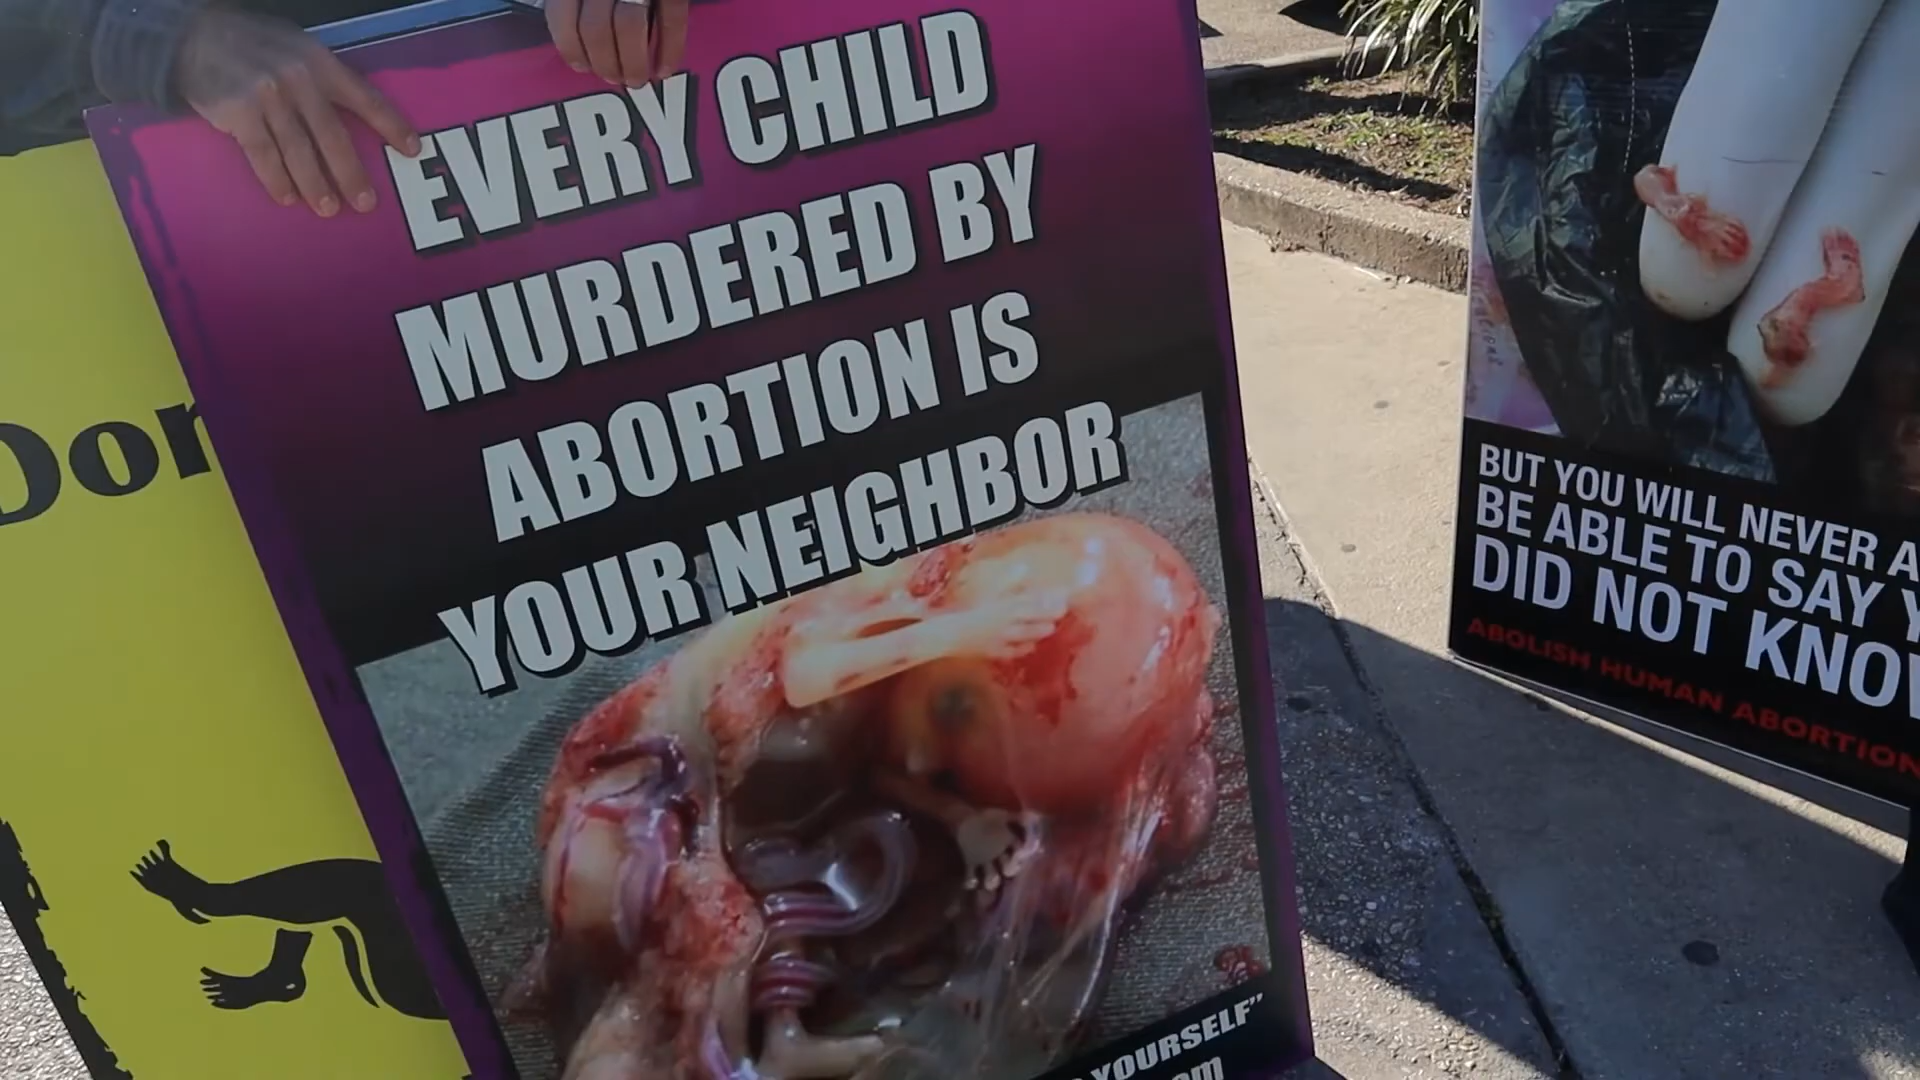 EVERY CHILD
MURDERED BY
ABORTION IS
YOUR NEIGHBOR
YOURSELF"
BUT YOU WILL NEVER
BE ABLE TO SAY
DID NOT
ABOLISH HUMAN ABORTION